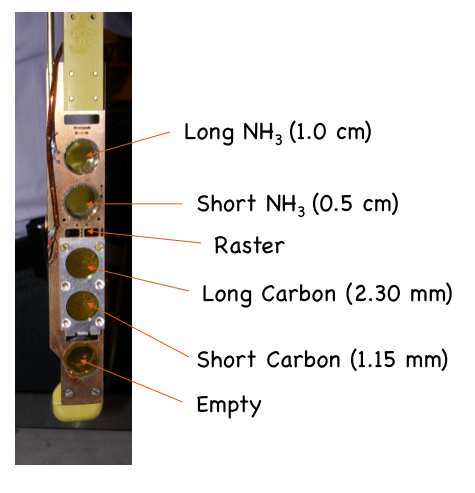 Long NH₃ (1.0 cm)
Short NH₃ (0.5 cm)
Raster
Long Carbon (2.30 mm)
Short Carbon (1.15 mm)
Empty